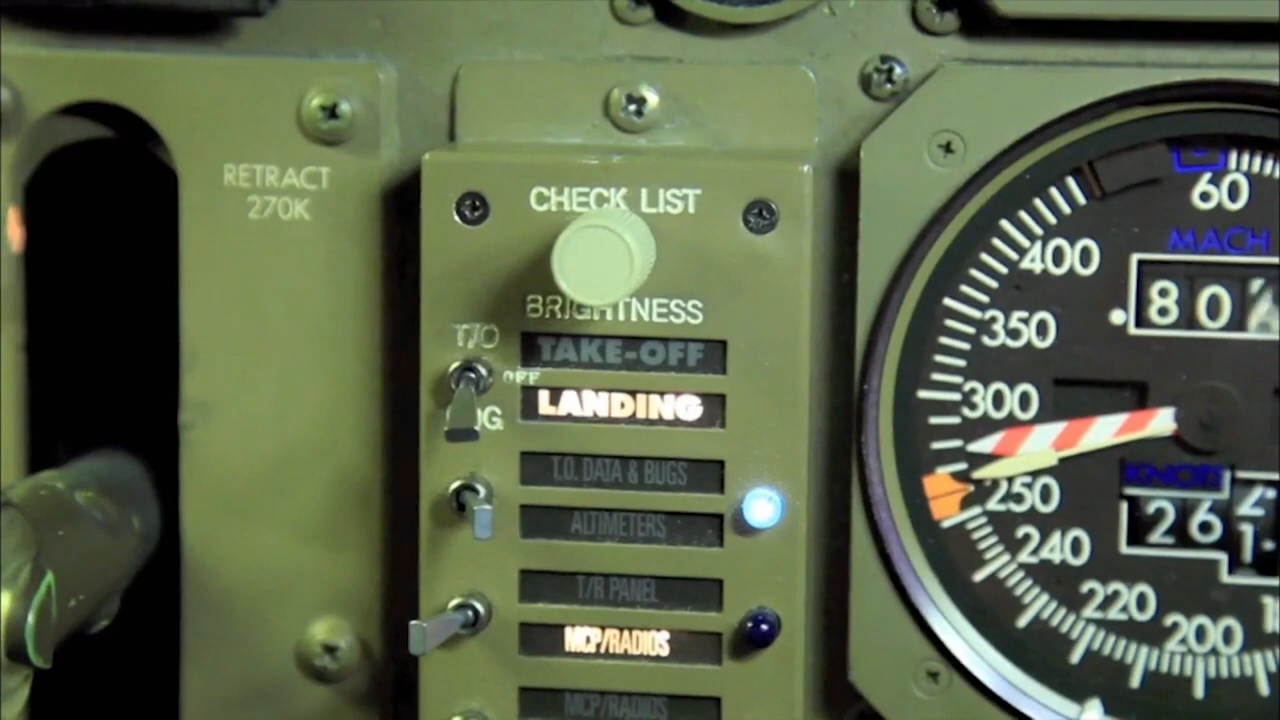 RETRACT
270K
CHECK LIST
BRIGHTNESS
T/O
OFF
TAKE-OFF
LANDING
T.O. DATA & BUGS
ALTIMETERS
T/R PANEL
MCP/RADIOS
MCP/RADIOS
60
MACH
80
400
350
300
250
240
220
200
KNOTS
26